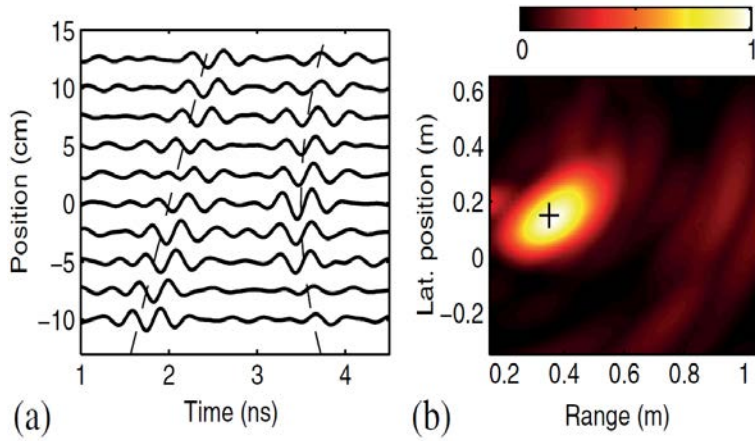 0 1
15
10
5
0
−5
−10
Position (cm)
1 2 3 4
Time (ns)
(a)
0.6
0.4
0.2
0
−0.2
Lat. position (m)
0.2 0.4 0.6 0.8 1
Range (m)
(b)